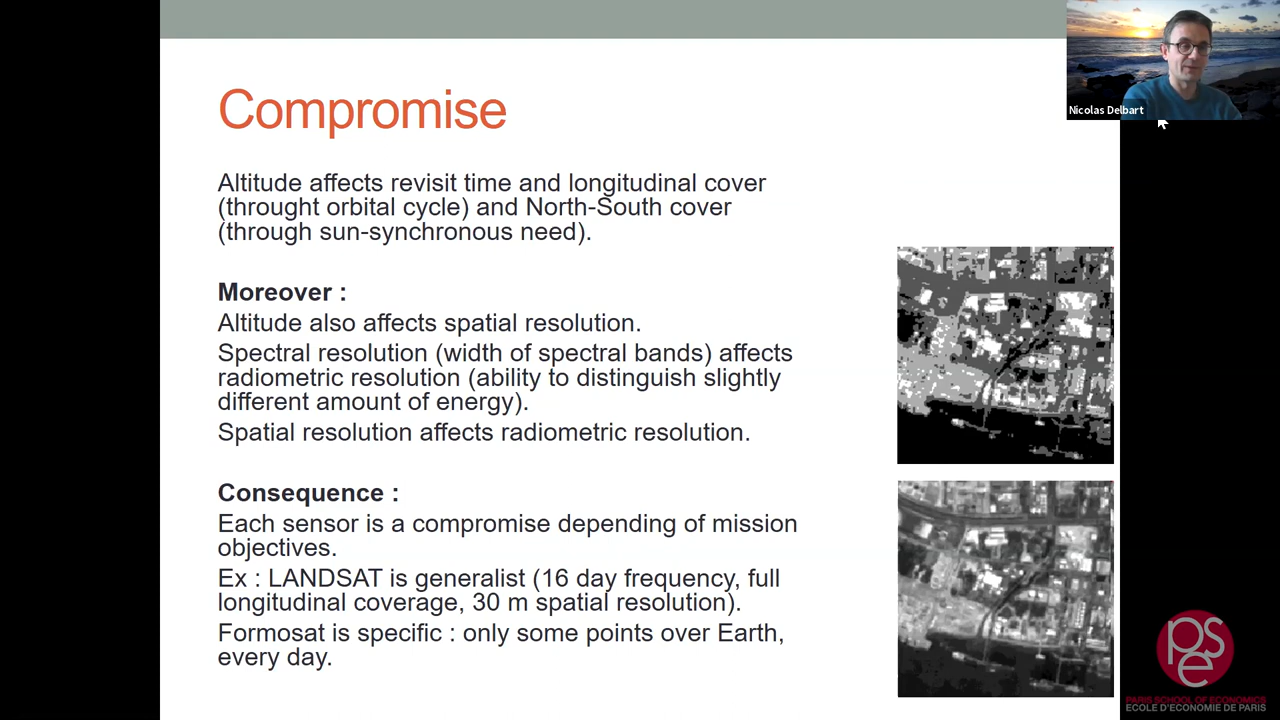 Compromise
Altitude affects revisit time and longitudinal cover
(throught orbital cycle) and North-South cover
(through sun-synchronous need).
Moreover :
Altitude also affects spatial resolution.
Spectral resolution (width of spectral bands) affects
radiometric resolution (ability to distinguish slightly
different amount of energy).
Spatial resolution affects radiometric resolution.
Consequence :
Each sensor is a compromise depending of mission
objectives.
Ex : LANDSAT is generalist (16 day frequency, full
longitudinal coverage, 30 m spatial resolution).
Formosat is specific : only some points over Earth,
every day.
Nicolas Delbart
pse
PARIS SCHOOL OF ECONOMICS
ECOLE D'ECONOMIE DE PARIS